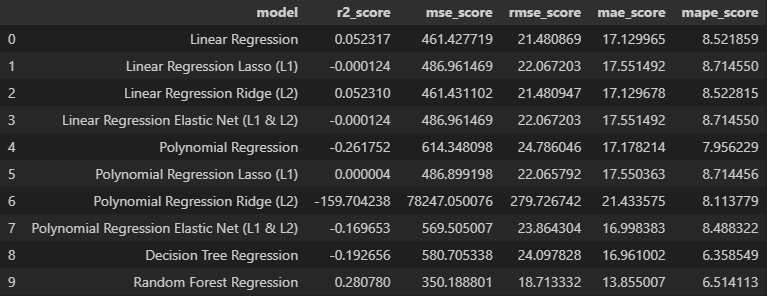 model r2_score mse_score rmse_score mae_score mape_score
0 Linear Regression 0.052317 461.427719 21.480869 17.129965 8.521859
1 Linear Regression Lasso (L1) -0.000124 486.961469 22.067203 17.551492 8.714550
2 Linear Regression Ridge (L2) 0.052310 461.431102 21.480947 17.129678 8.522815
3 Linear Regression Elastic Net (L1 & L2) -0.000124 486.961469 22.067203 17.551492 8.714550
4 Polynomial Regression -0.261752 614.348098 24.786046 17.178214 7.956229
5 Polynomial Regression Lasso (L1) 0.000004 486.899198 22.065792 17.550363 8.714456
6 Polynomial Regression Ridge (L2) -159.704238 78247.050076 279.726742 21.433575 8.113779
7 Polynomial Regression Elastic Net (L1 & L2) -0.169653 569.505007 23.864304 16.998383 8.488322
8 Decision Tree Regression -0.192656 580.705338 24.097828 16.961002 6.358549
9 Random Forest Regression 0.280780 350.188801 18.713332 13.855007 6.514113